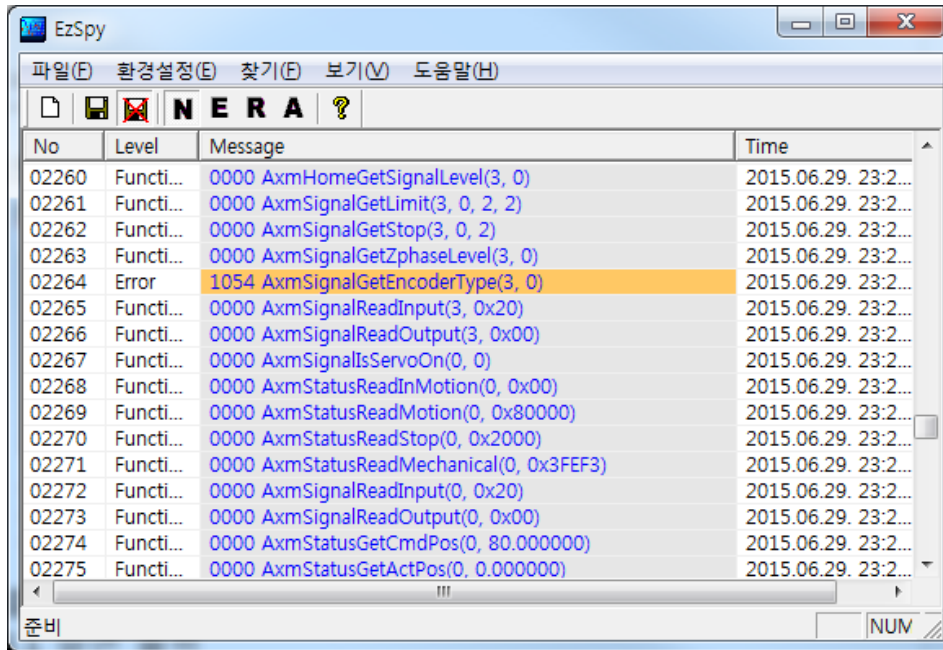 EzSpy
파일(F) 환경설정(E) 찾기(F) 보기(V) 도움말(H)
N E R A
No Level Message Time
02260 Functi... 0000 AxmHomeGetSignalLevel(3, 0) 2015.06.29. 23:2...
02261 Functi... 0000 AxmSignalGetLimit(3, 0, 2, 2) 2015.06.29. 23:2...
02262 Functi... 0000 AxmSignalGetStop(3, 0, 2) 2015.06.29. 23:2...
02263 Functi... 0000 AxmSignalGetZphaseLevel(3, 0) 2015.06.29. 23:2...
02264 Error 1054 AxmSignalGetEncoderType(3, 0) 2015.06.29. 23:2...
02265 Functi... 0000 AxmSignalReadInput(3, 0x20) 2015.06.29. 23:2...
02266 Functi... 0000 AxmSignalReadOutput(3, 0x00) 2015.06.29. 23:2...
02267 Functi... 0000 AxmSignalIsServoOn(0, 0) 2015.06.29. 23:2...
02268 Functi... 0000 AxmStatusReadInMotion(0, 0x00) 2015.06.29. 23:2...
02269 Functi... 0000 AxmStatusReadMotion(0, 0x80000) 2015.06.29. 23:2...
02270 Functi... 0000 AxmStatusReadStop(0, 0x2000) 2015.06.29. 23:2...
02271 Functi... 0000 AxmStatusReadMechanical(0, 0x3FEF3) 2015.06.29. 23:2...
02272 Functi... 0000 AxmSignalReadInput(0, 0x20) 2015.06.29. 23:2...
02273 Functi... 0000 AxmSignalReadOutput(0, 0x00) 2015.06.29. 23:2...
02274 Functi... 0000 AxmStatusGetCmdPos(0, 80.000000) 2015.06.29. 23:2...
02275 Functi... 0000 AxmStatusGetActPos(0, 0.000000) 2015.06.29. 23:2...
준비 NUM